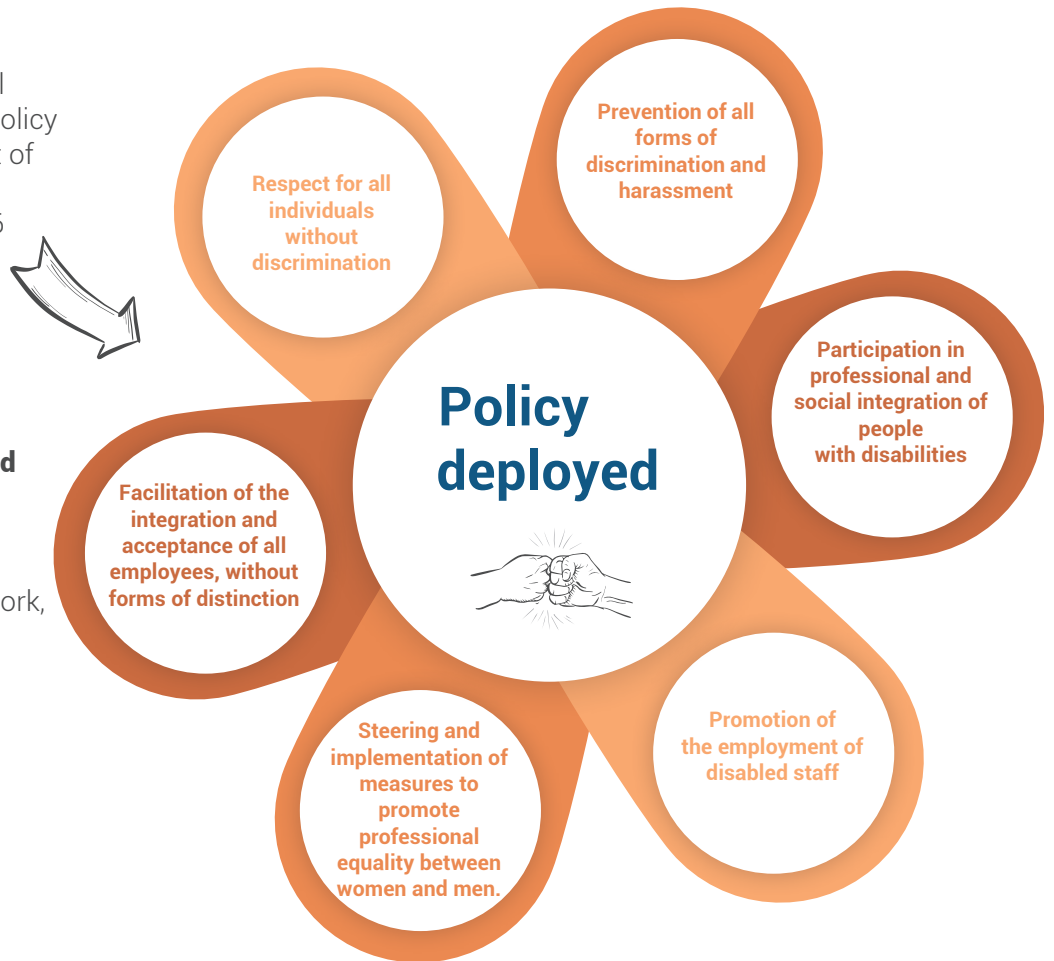 olicy
of
d
ork,
Policy
deployed
Respect for all
individuals
without
discrimination
Prevention of all
forms of
discrimination and
harassment
Participation in
professional and
social integration of
people
with disabilities
Promotion of
the employment of
disabled staff
Steering and
implementation of
measures to
promote
professional
equality between
women and men.
Facilitation of the
integration and
acceptance of all
employees, without
forms of distinction